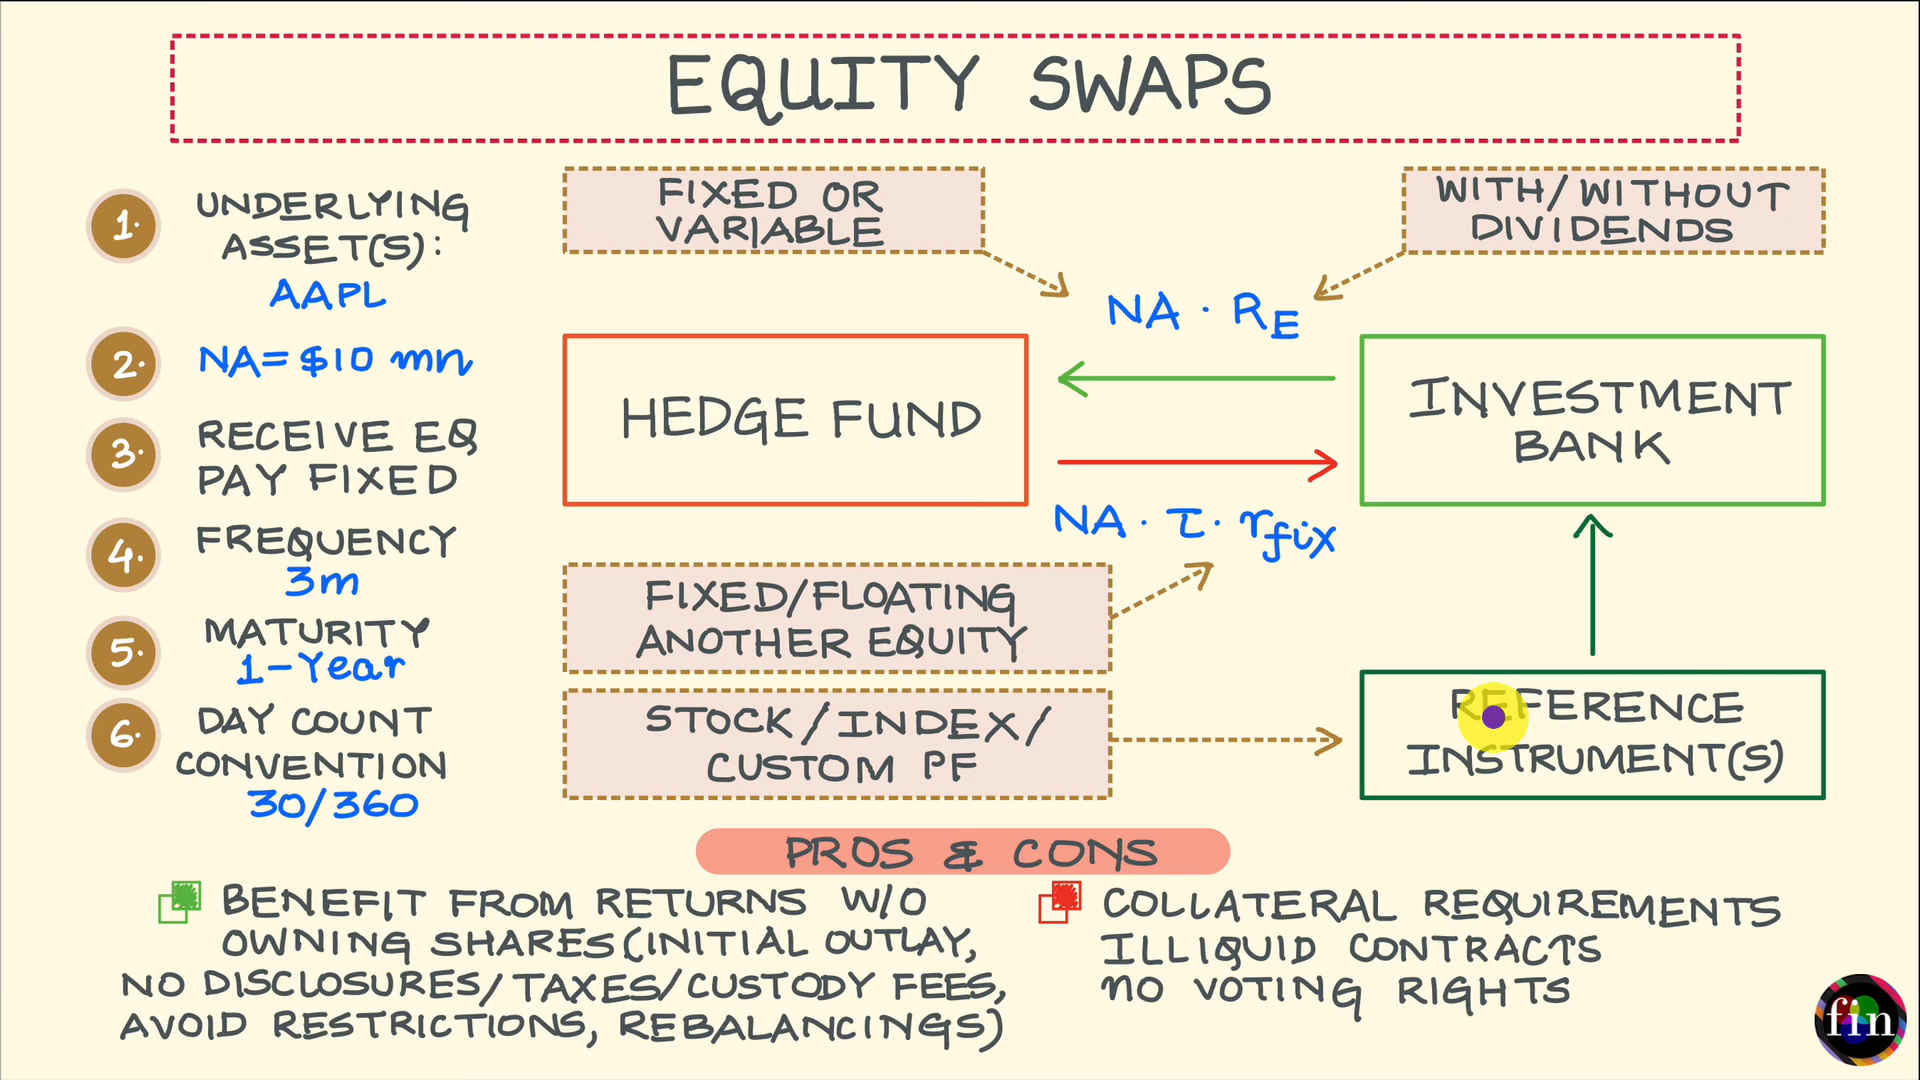 EQUITY SWAPS
1.
UNDERLYING
ASSET(S):
AAPL
2.
NA= $10 mn
3.
RECEIVE EQ
PAY FIXED
4.
FREQUENCY
3m
5.
MATURITY
1-Year
6.
DAY COUNT
CONVENTION
30/360
FIXED OR
VARIABLE
WITH/WITHOUT
DIVIDENDS
NA · RE
HEDGE FUND
INVESTMENT
BANK
NA · τ · rfix
FIXED/FLOATING
ANOTHER EQUITY
STOCK/INDEX/
CUSTOM PF
REFERENCE
INSTRUMENT(S)
PROS & CONS
BENEFIT FROM RETURNS W/O
OWNING SHARES(INITIAL OUTLAY,
NO DISCLOSURES/TAXES/CUSTODY FEES,
AVOID RESTRICTIONS, REBALANCINGS)
COLLATERAL REQUIREMENTS
ILLIQUID CONTRACTS
NO VOTING RIGHTS
fin